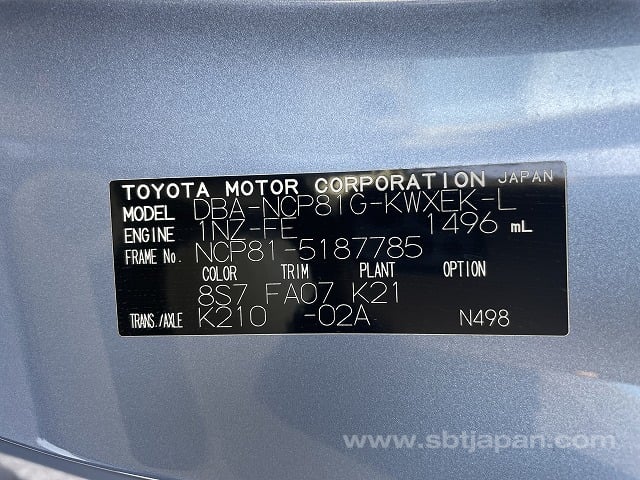 TOYOTA MOTOR CORPORATION JAPAN
MODEL DBA-NCP81G-KWXEK-L
ENGINE 1NZ-FE 1496 mL
FRAME No. NCP81-5187785
COLOR TRIM PLANT OPTION
8S7 FA07 K21
TRANS./AXLE K210 -02A N498
www.sbtjapan.com